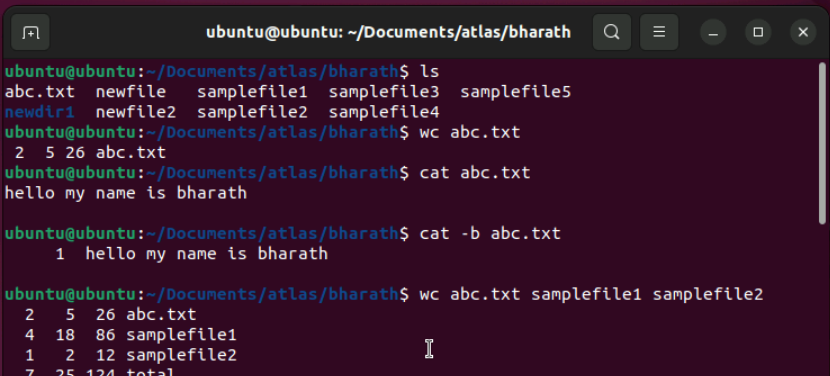 ubuntu@ubuntu: ~/Documents/atlas/bharath
ubuntu@ubuntu:~/Documents/atlas/bharath$ ls
abc.txt  newfile   samplefile1  samplefile3  samplefile5
newdir1  newfile2  samplefile2  samplefile4
ubuntu@ubuntu:~/Documents/atlas/bharath$ wc abc.txt
 2  5 26 abc.txt
ubuntu@ubuntu:~/Documents/atlas/bharath$ cat abc.txt
hello my name is bharath
ubuntu@ubuntu:~/Documents/atlas/bharath$ cat -b abc.txt
     1  hello my name is bharath
ubuntu@ubuntu:~/Documents/atlas/bharath$ wc abc.txt samplefile1 samplefile2
  2   5  26 abc.txt
  4  18  86 samplefile1
  1   2  12 samplefile2
  7  25 124 total